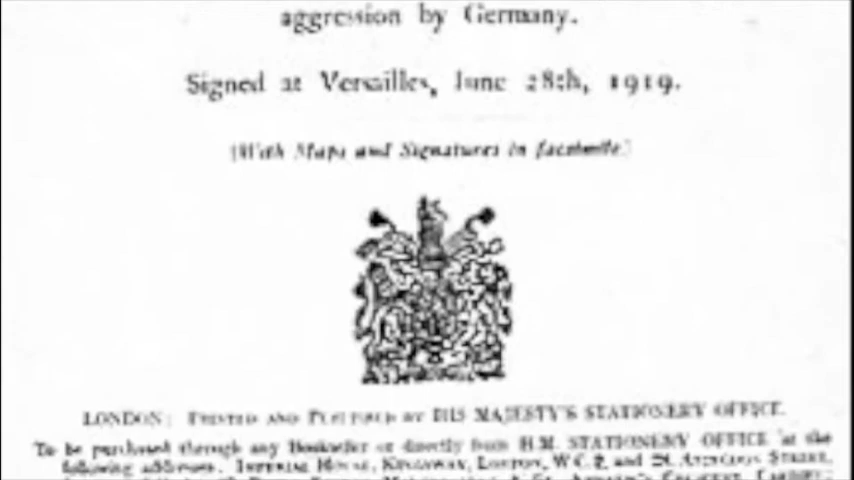 aggression by Germany.
Signed at Versailles, June 28th, 1919.
(With Maps and Signatures in facsimile.)
LONDON: PRINTED AND PUBLISHED BY HIS MAJESTY'S STATIONERY OFFICE.
To be purchased through any Bookseller or directly from H.M. STATIONERY OFFICE at the
following addresses. IMPERIAL HOUSE, KINGSWAY, LONDON, W.C. 2, and 28, ABINGDON STREET,